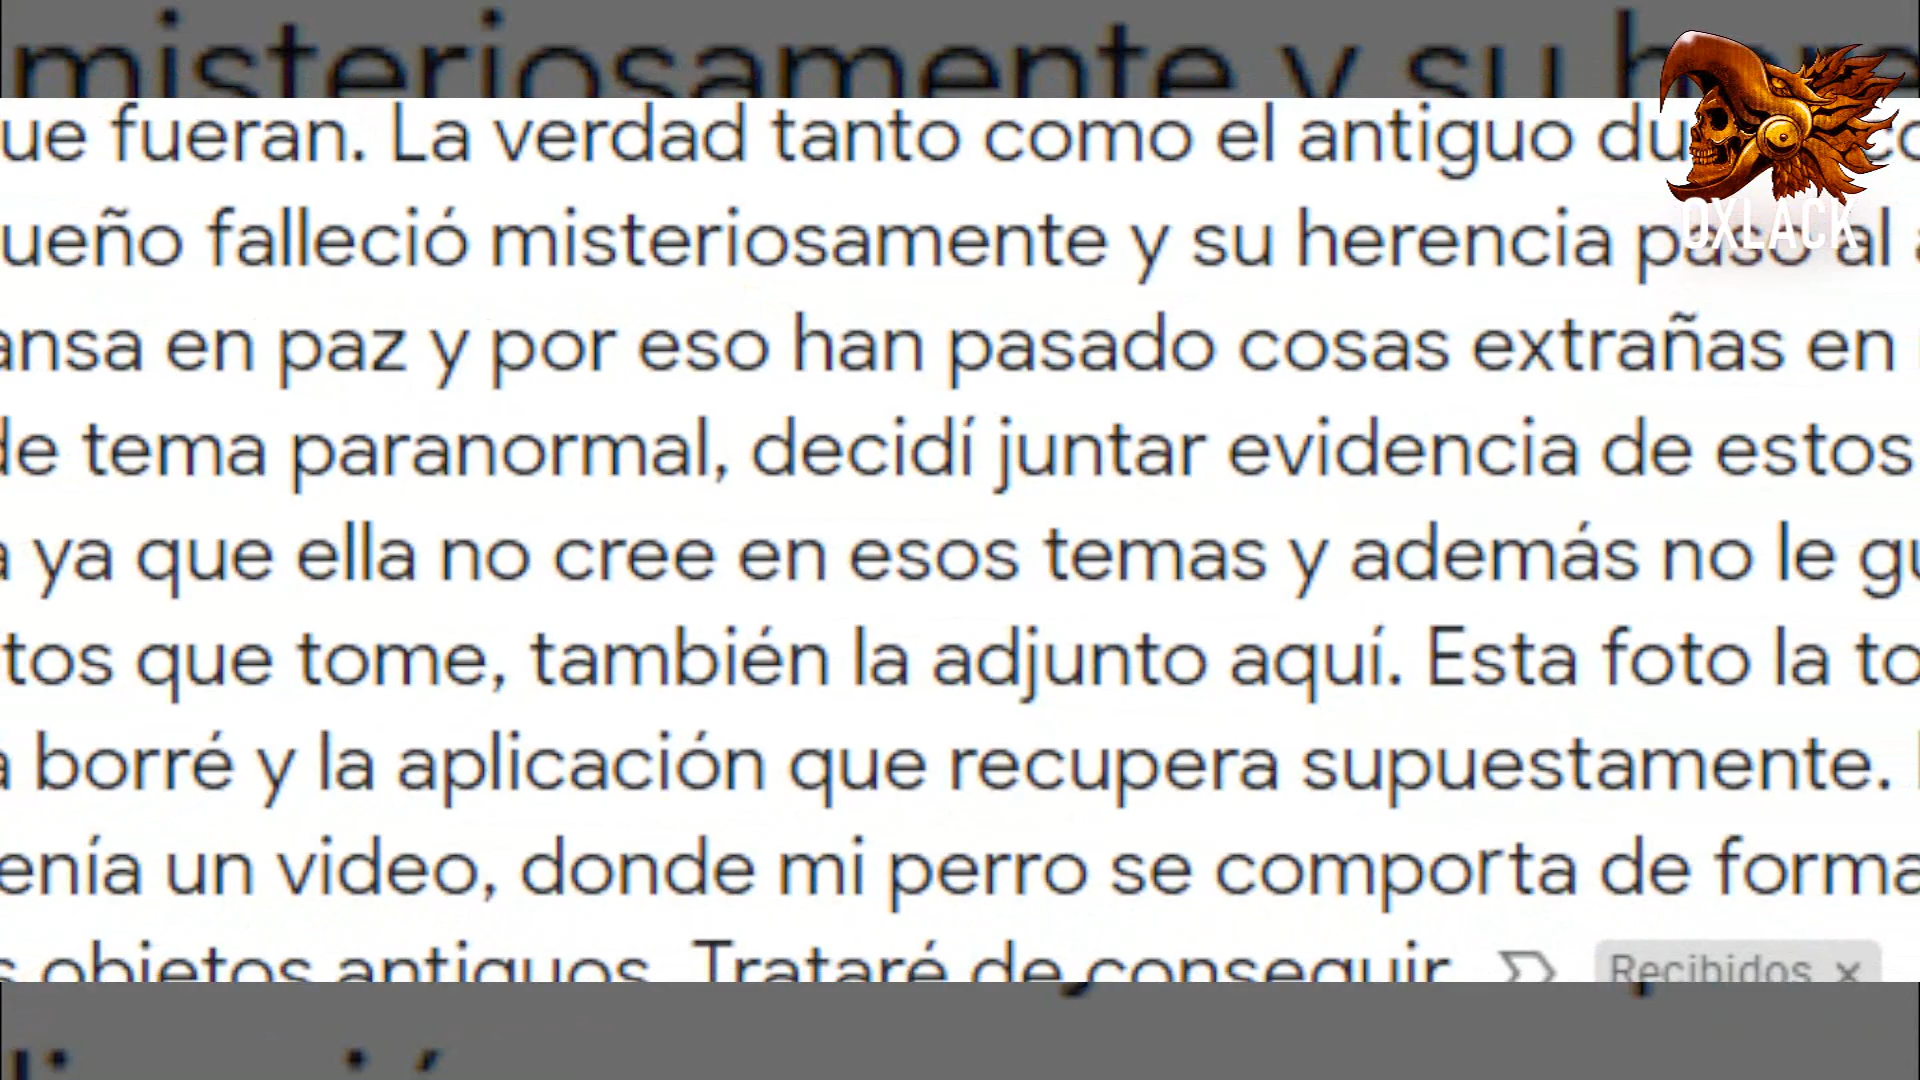 misteriosamente y su here
ue fueran. La verdad tanto como el antiguo du
OXLACK
ueño falleció misteriosamente y su herencia paso al
ansa en paz y por eso han pasado cosas extrañas en
de tema paranormal, decidí juntar evidencia de estos
a ya que ella no cree en esos temas y además no le gu
tos que tome, también la adjunto aquí. Esta foto la to
a borré y la aplicación que recupera supuestamente.
enía un video, donde mi perro se comporta de forma
s objetos antiguos. Trataré de conseguir Recibidos ×